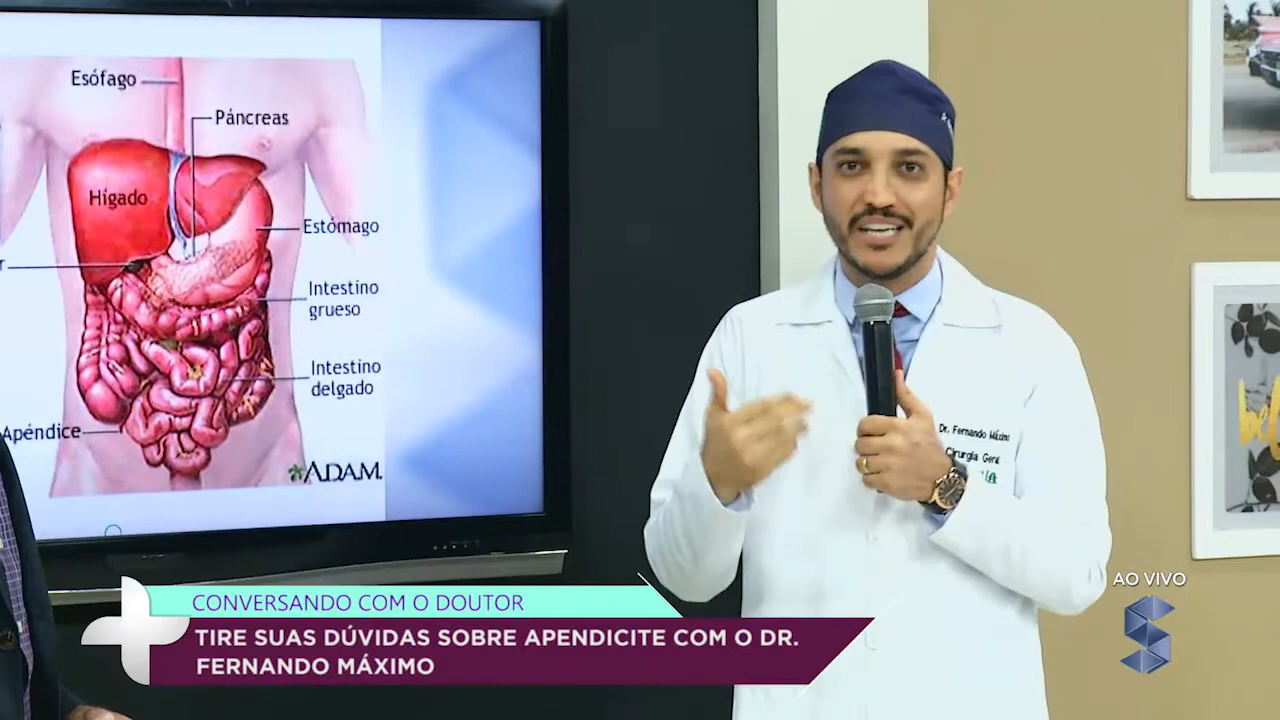 Esófago
Páncreas
Hígado
Estómago
r
Intestino
grueso
Intestino
delgado
Apéndice
ADAM.
Dr. Fernando Máximo
Cirurgia Geral
AO VIVO
CONVERSANDO COM O DOUTOR
TIRE SUAS DÚVIDAS SOBRE APENDICITE COM O DR.
FERNANDO MÁXIMO